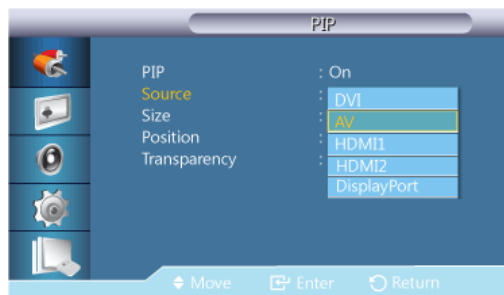 PIP
PIP : On
Source : DVI
Size : AV
Position : HDMI1
Transparency : HDMI2
DisplayPort
Move Enter Return